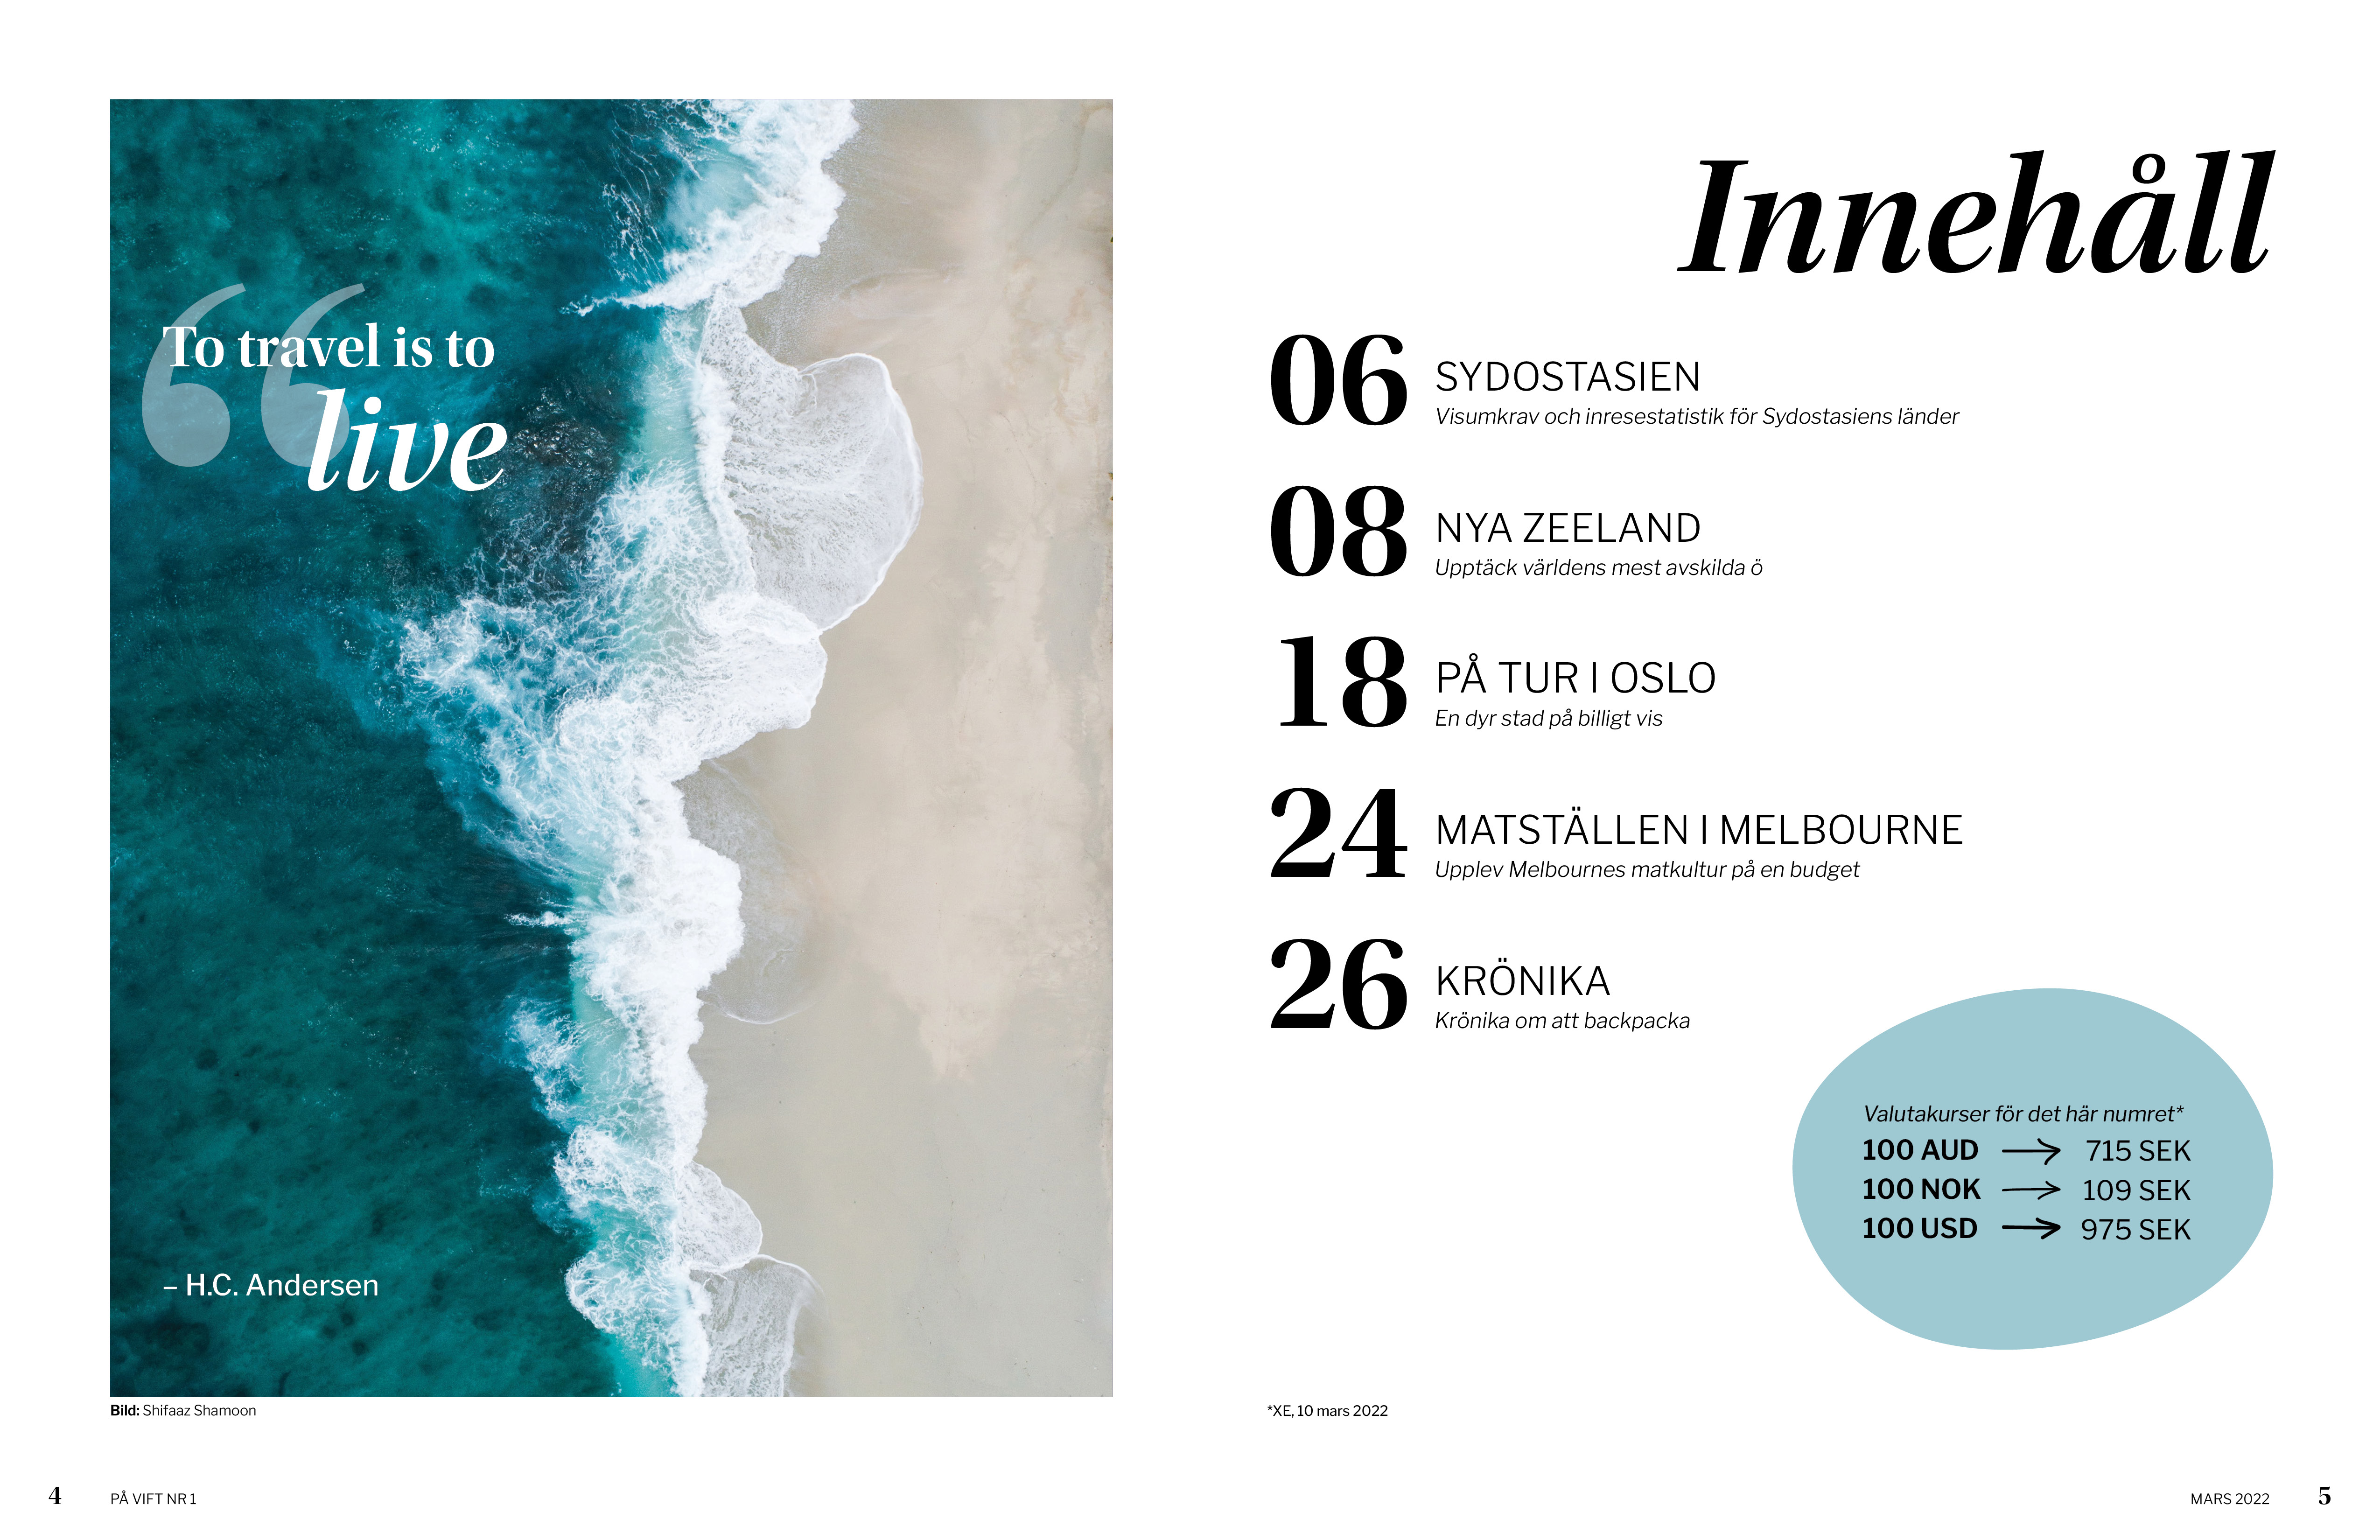 To travel is to
live
– H.C. Andersen
Bild: Shifaaz Shamoon
4 PÅ VIFT NR 1
Innehåll
06 SYDOSTASIEN
Visumkrav och inresestatistik för Sydostasiens länder
08 NYA ZEELAND
Upptäck världens mest avskilda ö
18 PÅ TUR I OSLO
En dyr stad på billigt vis
24 MATSTÄLLEN I MELBOURNE
Upplev Melbournes matkultur på en budget
26 KRÖNIKA
Krönika om att backpacka
Valutakurser för det här numret*
100 AUD → 715 SEK
100 NOK → 109 SEK
100 USD → 975 SEK
*XE, 10 mars 2022
MARS 2022 5